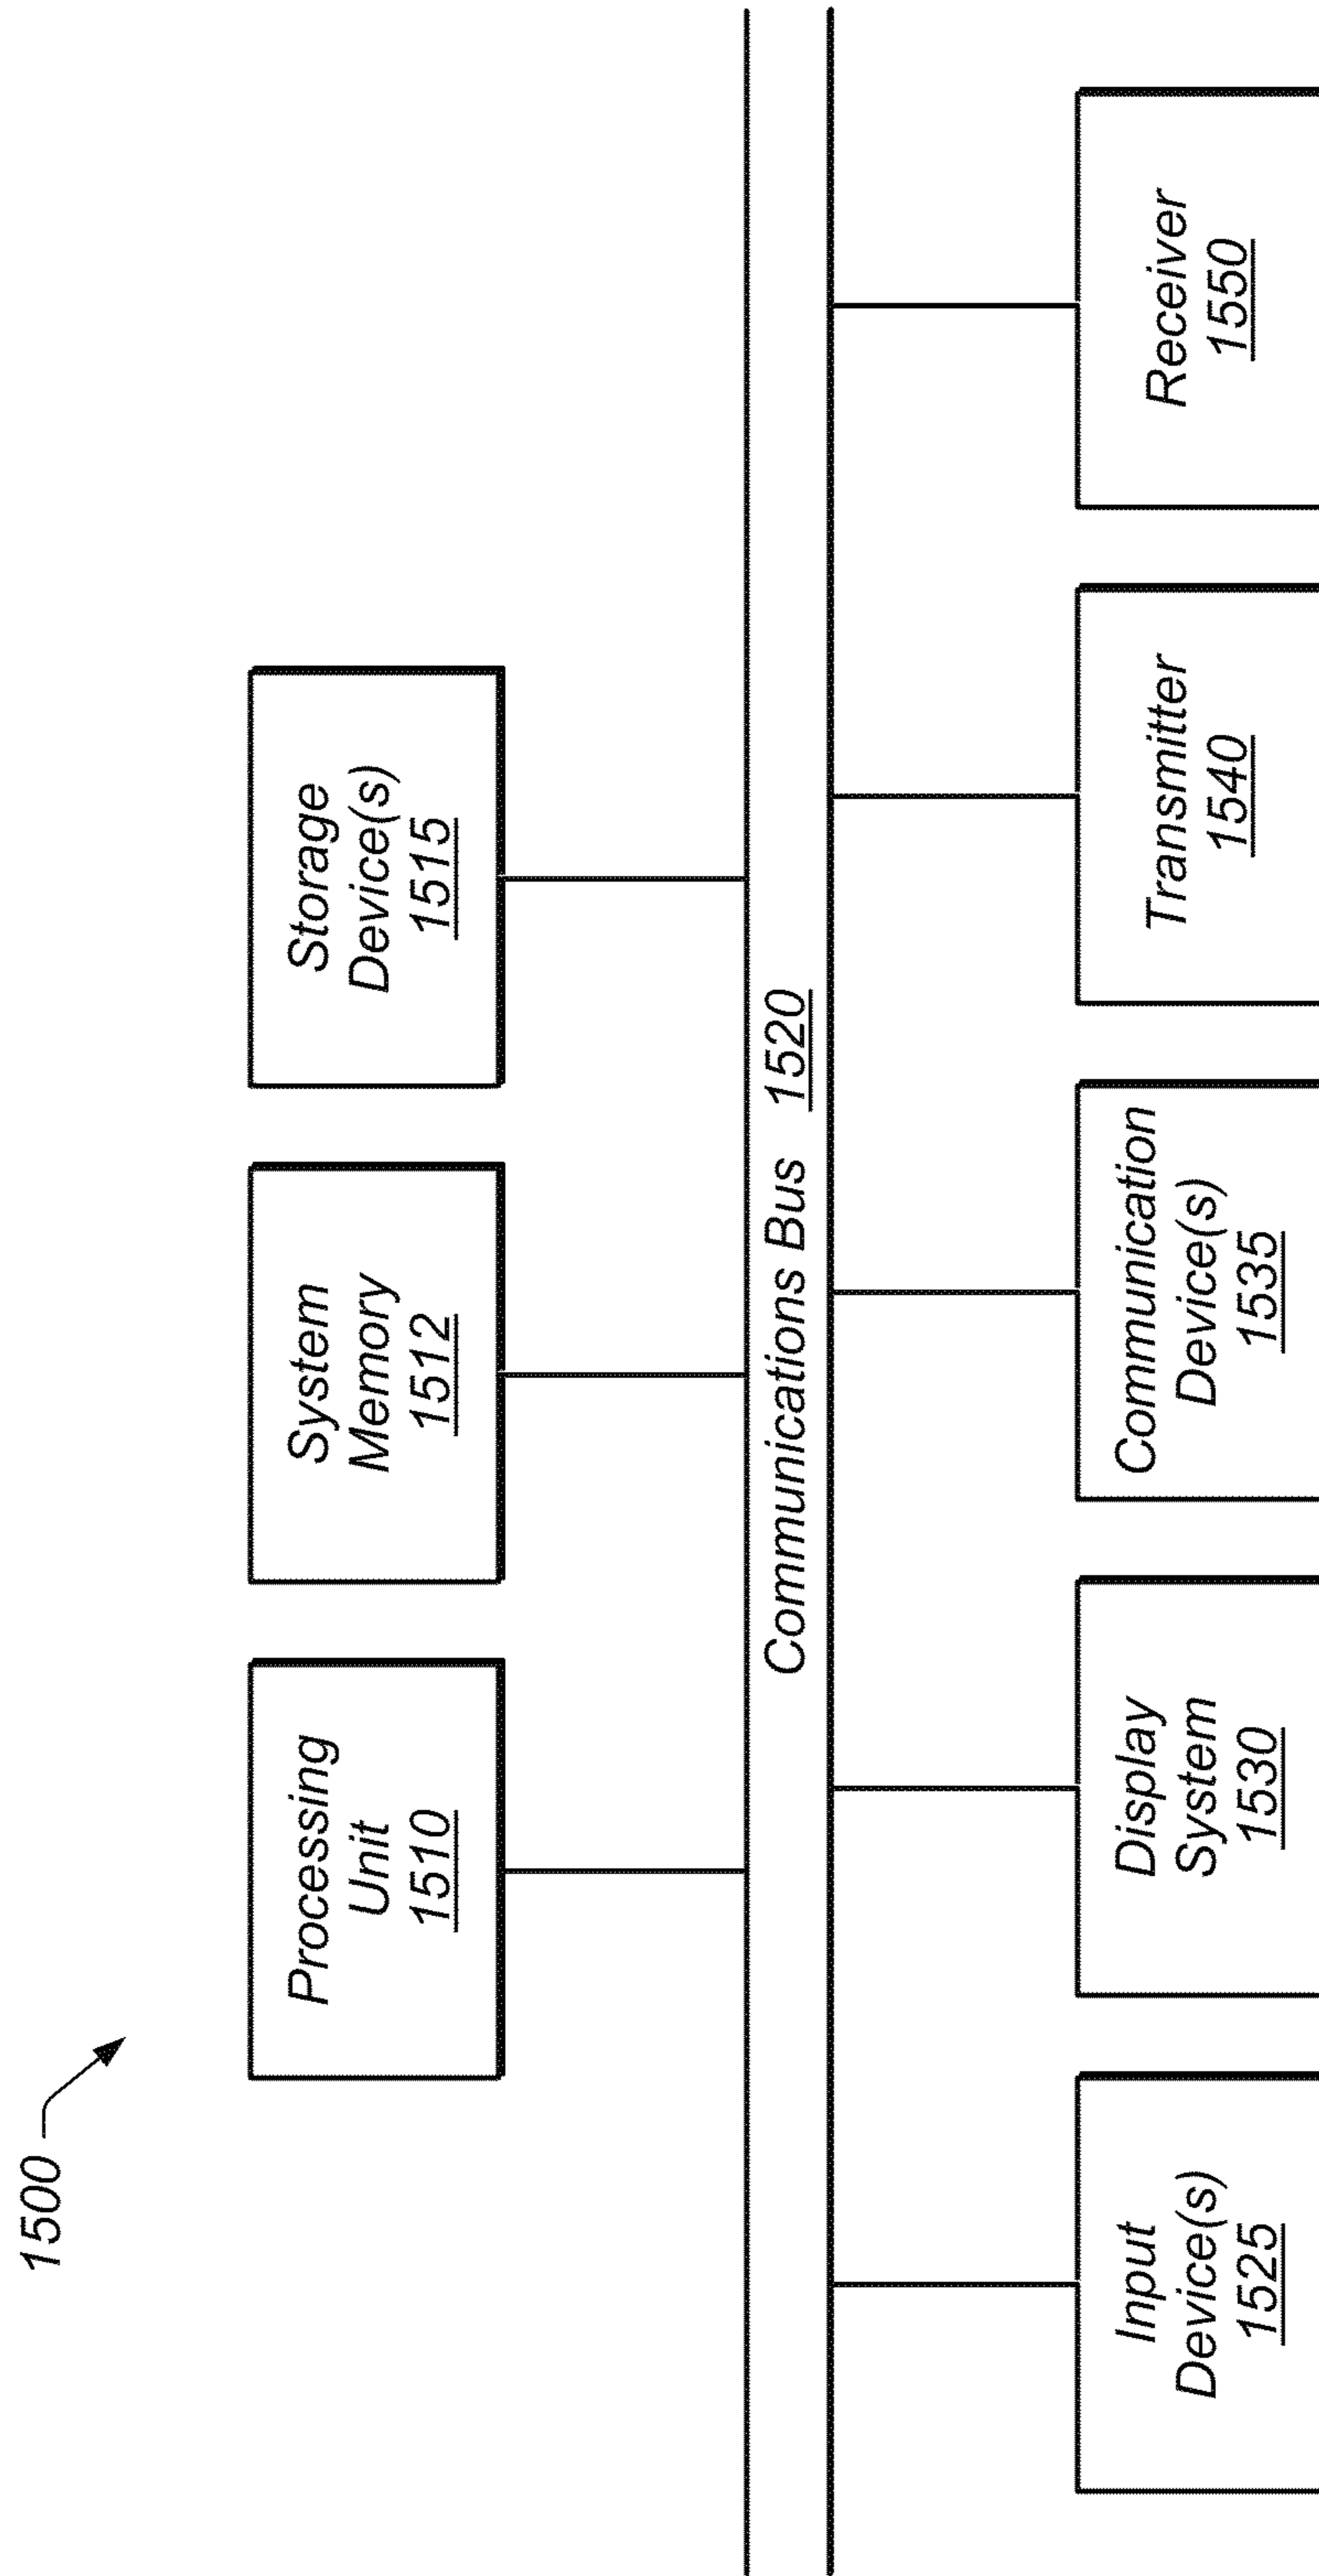 1500
Processing
Unit
1510
System
Memory
1512
Storage
Device(s)
1515
Communications Bus 1520
Input
Device(s)
1525
Display
System
1530
Communication
Device(s)
1535
Transmitter
1540
Receiver
1550